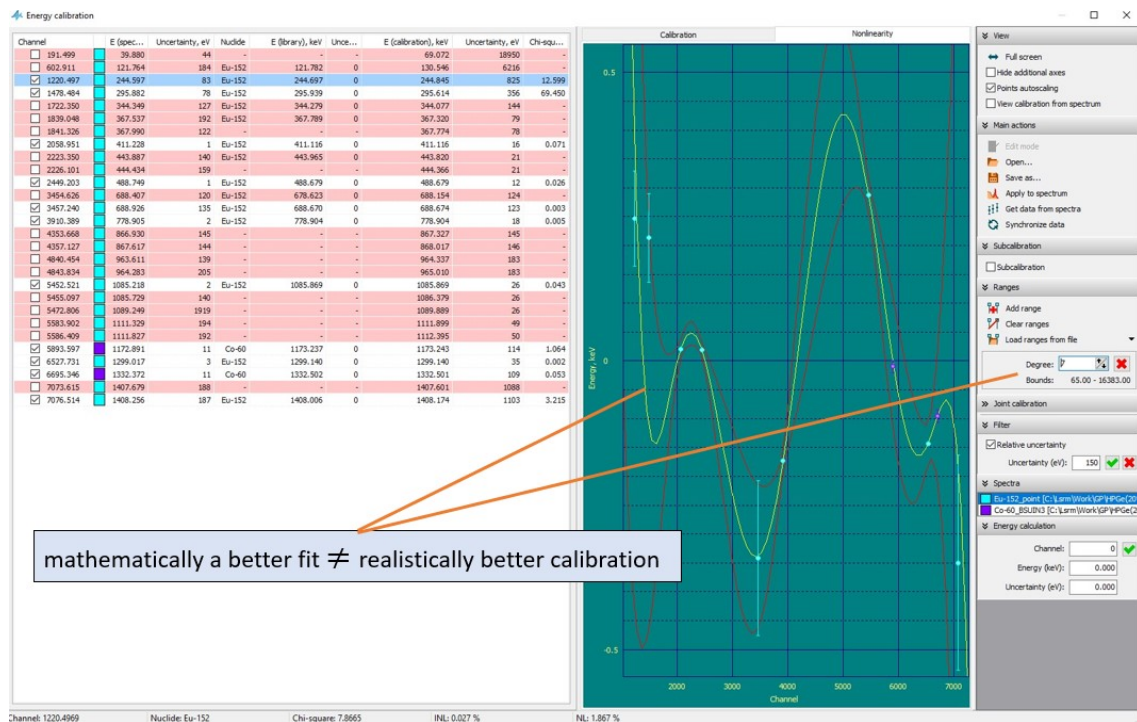 Energy calibration
Channel E (spec... Uncertainty, eV Nuclide E (library), keV Unce... E (calibration), keV Uncertainty, eV Chi-squ...
191.499 39.880 44 - - - 69.072 18950 -
602.911 121.764 184 Eu-152 121.782 0 130.546 6216 -
1220.497 244.597 83 Eu-152 244.697 0 244.845 825 12.599
1478.484 295.882 78 Eu-152 295.939 0 295.614 356 69.450
1722.350 344.349 127 Eu-152 344.279 0 344.077 144 -
1839.048 367.537 192 Eu-152 367.789 0 367.320 79 -
1841.326 367.990 122 - - - 367.774 78 -
2058.951 411.228 1 Eu-152 411.116 0 411.116 16 0.071
2223.350 443.887 140 Eu-152 443.965 0 443.820 21 -
2226.101 444.434 159 - - - 444.366 21 -
2449.203 488.749 1 Eu-152 488.679 0 488.679 12 0.026
3454.626 688.407 120 Eu-152 678.623 0 688.154 124 -
3457.240 688.926 135 Eu-152 688.670 0 688.674 123 0.003
3910.389 778.905 2 Eu-152 778.904 0 778.904 18 0.005
4353.668 866.930 145 - - - 867.327 145 -
4357.127 867.617 144 - - - 868.017 146 -
4840.454 963.611 139 - - - 964.337 183 -
4843.834 964.283 205 - - - 965.010 183 -
5452.521 1085.218 2 Eu-152 1085.869 0 1085.869 26 0.043
5455.097 1085.729 140 - - - 1086.379 26 -
5472.806 1089.249 1919 - - - 1089.889 26 -
5583.902 1111.329 194 - - - 1111.899 49 -
5586.409 1111.827 192 - - - 1112.395 50 -
5893.597 1172.891 11 Co-60 1173.237 0 1173.243 114 1.064
6527.731 1299.017 3 Eu-152 1299.140 0 1299.140 35 0.002
6695.346 1332.372 11 Co-60 1332.502 0 1332.501 109 0.053
7073.615 1407.679 188 - - - 1407.601 1088 -
7076.514 1408.256 187 Eu-152 1408.006 0 1408.174 1103 3.215
mathematically a better fit ≠ realistically better calibration
Calibration Nonlinearity
0.5
0
-0.5
Energy, keV
2000 3000 4000 5000 6000 7000
Channel
View
Full screen
Hide additional axes
Points autoscaling
View calibration from spectrum
Main actions
Edit mode
Open...
Save as...
Apply to spectrum
Get data from spectra
Synchronize data
Subcalibration
Subcalibration
Ranges
Add range
Clear ranges
Load ranges from file
Degree:
Bounds: 65.00 - 16383.00
Joint calibration
Filter
Relative uncertainty
Uncertainty (eV): 150
Spectra
Eu-152_point [C:\Lsrm\Work\GP\HPGe(20
Co-60_BSUIN3 [C:\Lsrm\Work\GP\HPGe(2
Energy calculation
Channel: 0
Energy (keV): 0.000
Uncertainty (eV): 0.000
Channel: 1220.4969 Nuclide: Eu-152 Chi-square: 7.8665 INL: 0.027 % NL: 1.867 %